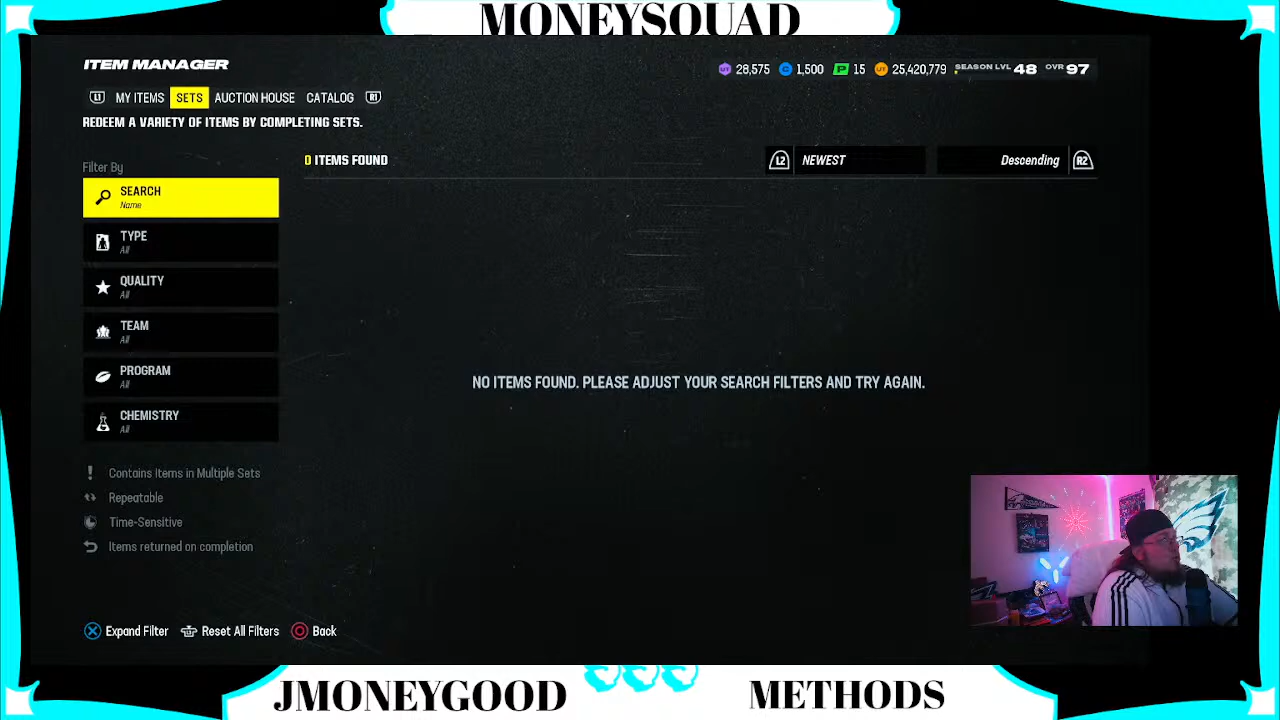 MONEYSQUAD
ITEM MANAGER
28,575 1,500 15 25,420,779 SEASON LVL 48 OVR 97
L1 MY ITEMS SETS AUCTION HOUSE CATALOG R1
REDEEM A VARIETY OF ITEMS BY COMPLETING SETS.
Filter By
0 ITEMS FOUND
L2 NEWEST
Descending R2
SEARCH
Name
TYPE
All
QUALITY
All
TEAM
All
PROGRAM
All
CHEMISTRY
All
NO ITEMS FOUND. PLEASE ADJUST YOUR SEARCH FILTERS AND TRY AGAIN.
Contains Items in Multiple Sets
Repeatable
Time-Sensitive
Items returned on completion
Expand Filter Reset All Filters Back
JMONEYGOOD METHODS